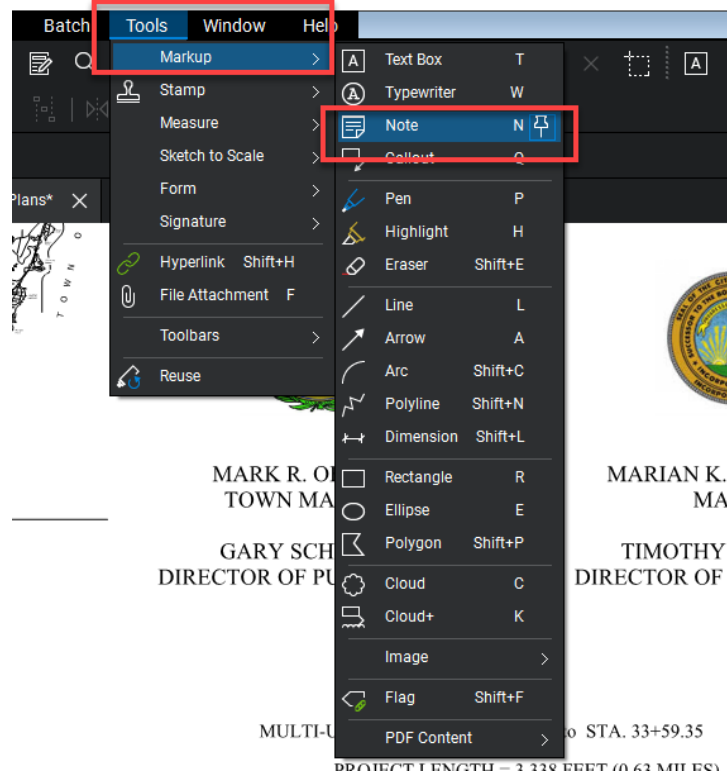 Batch Tools Window Help
Markup
Stamp
Measure
Sketch to Scale
Form
Signature
Hyperlink Shift+H
File Attachment F
Toolbars
Reuse
A Text Box T
A Typewriter W
Note N
Callout Q
Pen P
Highlight H
Eraser Shift+E
Line L
Arrow A
Arc Shift+C
Polyline Shift+N
Dimension Shift+L
Rectangle R
Ellipse E
Polygon Shift+P
Cloud C
Cloud+ K
Image
Flag Shift+F
PDF Content
A
Plans*
TOWN
MARK R.
TOWN MA
GARY SCH
DIRECTOR OF PU
MARIAN K.
MA
TIMOTHY
DIRECTOR OF
MULTI-U
to STA. 33+59.35
PROJECT LENGTH = 3,338 FEET (0.63 MILES)